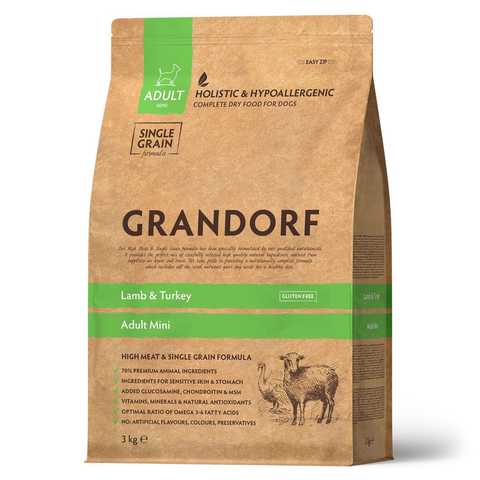 EASY ZIP
ADULT
MINI
HOLISTIC & HYPOALLERGENIC
COMPLETE DRY FOOD FOR DOGS
SINGLE
GRAIN
formula
GRANDORF
Lamb & Turkey
GLUTEN FREE
Adult Mini
HIGH MEAT & SINGLE GRAIN FORMULA
70% PREMIUM ANIMAL INGREDIENTS
INGREDIENTS FOR SENSITIVE SKIN & STOMACH
ADDED GLUCOSAMINE, CHONDROITIN & MSM
VITAMINS, MINERALS & NATURAL ANTIOXIDANTS
OPTIMAL RATIO OF OMEGA 3-6 FATTY ACIDS
NO: ARTIFICIAL FLAVOURS, COLOURS, PRESERVATIVES
3 kg ℮